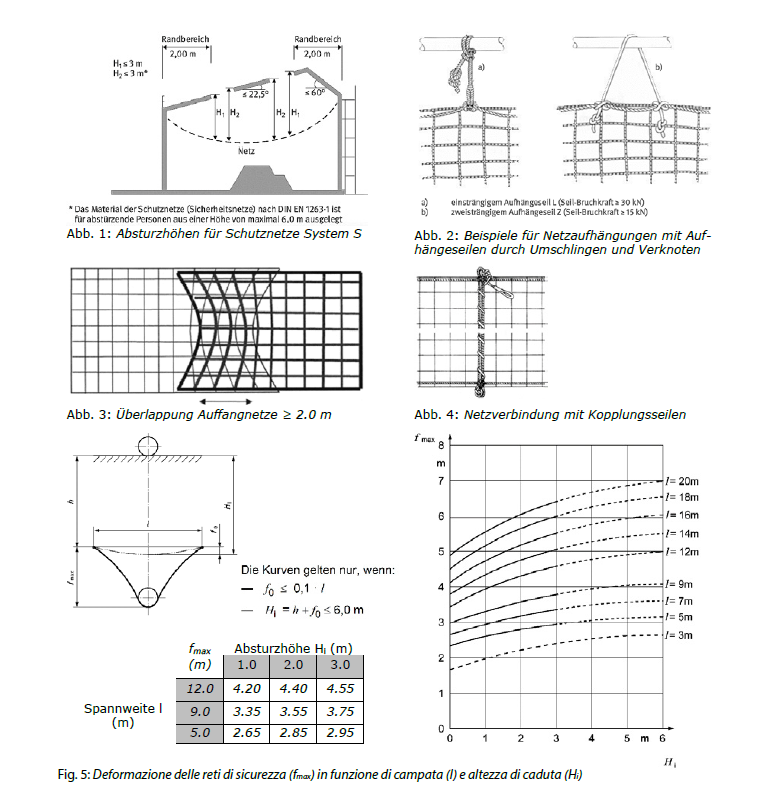 Randbereich
2,00 m
Randbereich
2,00 m
H₁ ≤ 3 m
H₂ ≤ 3 m*
≤ 22,5°
≤ 60°
H₁
H₂
H₂
H₁
Netz
* Das Material der Schutznetze (Sicherheitsnetze) nach DIN EN 1263-1 ist
für abstürzende Personen aus einer Höhe von maximal 6,0 m ausgelegt
Abb. 1: Absturzhöhen für Schutznetze System S
a)
b)
a) einsträngigem Aufhängeseil L (Seil-Bruchkraft ≥ 30 kN)
b) zweisträngigem Aufhängeseil Z (Seil-Bruchkraft ≥ 15 kN)
Abb. 2: Beispiele für Netzaufhängungen mit Auf-
hängeseilen durch Umschlingen und Verknoten
Abb. 3: Überlappung Auffangnetze ≥ 2.0 m
Abb. 4: Netzverbindung mit Kopplungsseilen
h
l
f₀
Hᵢ
f max
Die Kurven gelten nur, wenn:
— f₀ ≤ 0,1 · l
— Hᵢ = h + f₀ ≤ 6,0 m
fmax (m) Absturzhöhe Hᵢ (m)
1.0 2.0 3.0
Spannweite l (m)
12.0 4.20 4.40 4.55
9.0 3.35 3.55 3.75
5.0 2.65 2.85 2.95
f max
m
8
7
6
5
4
3
2
1
0
l = 20m
l = 18m
l = 16m
l = 14m
l = 12m
l = 9m
l = 7m
l = 5m
l = 3m
0 1 2 3 4 5 m 6
Hᵢ
Fig. 5: Deformazione delle reti di sicurezza (fmax) in funzione di campata (l) e altezza di caduta (Hᵢ)